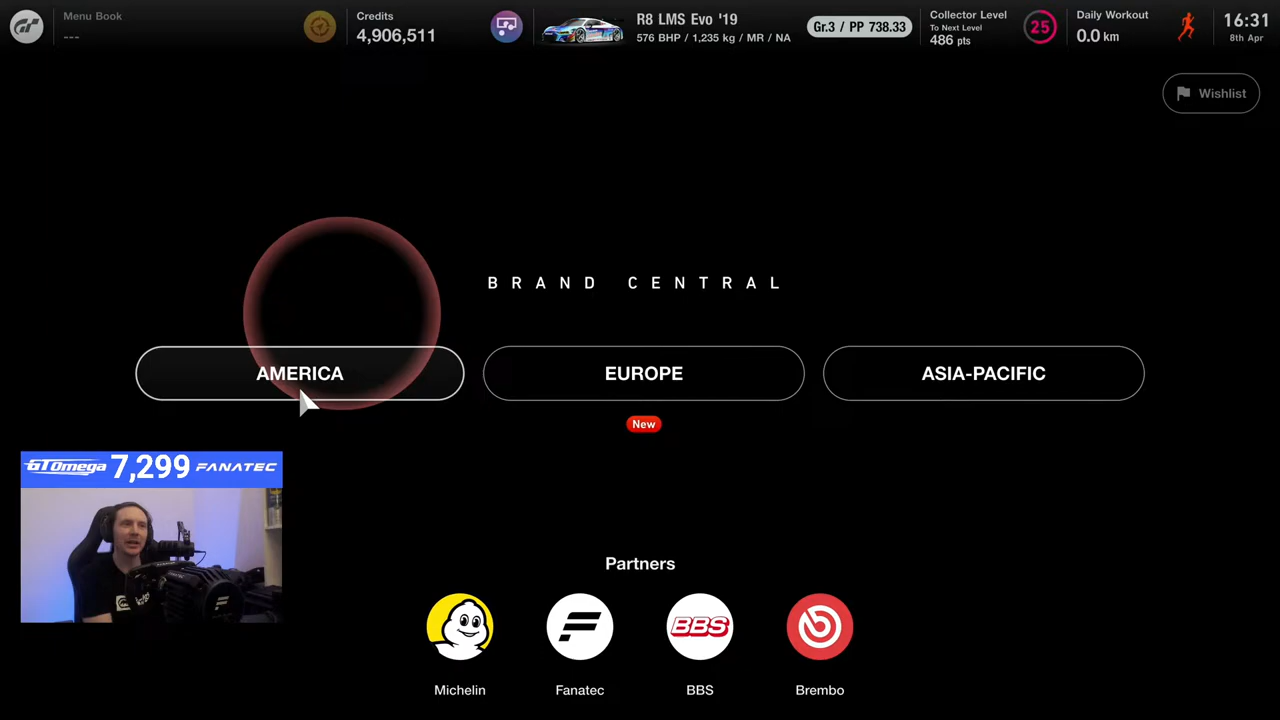 Menu Book
---
Credits
4,906,511
R8 LMS Evo '19
576 BHP / 1,235 kg / MR / NA
Gr.3 / PP 738.33
Collector Level
To Next Level
486 pts
25
Daily Workout
0.0 km
16:31
8th Apr
Wishlist
BRAND CENTRAL
AMERICA
EUROPE
ASIA-PACIFIC
New
GT Omega 7,299 FANATEC
Partners
BBS
Michelin
Fanatec
BBS
Brembo